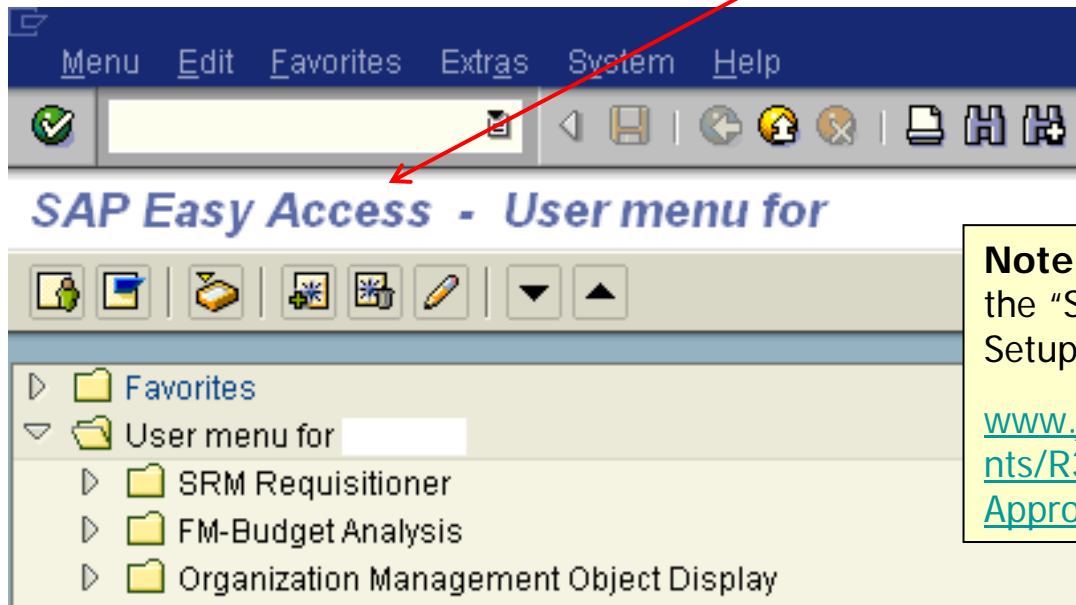 Menu Edit Favorites Extras System Help
SAP Easy Access - User menu for
Note
the "S
Setup
www.
nts/R3
Appro
Favorites
User menu for
SRM Requisitioner
FM-Budget Analysis
Organization Management Object Display